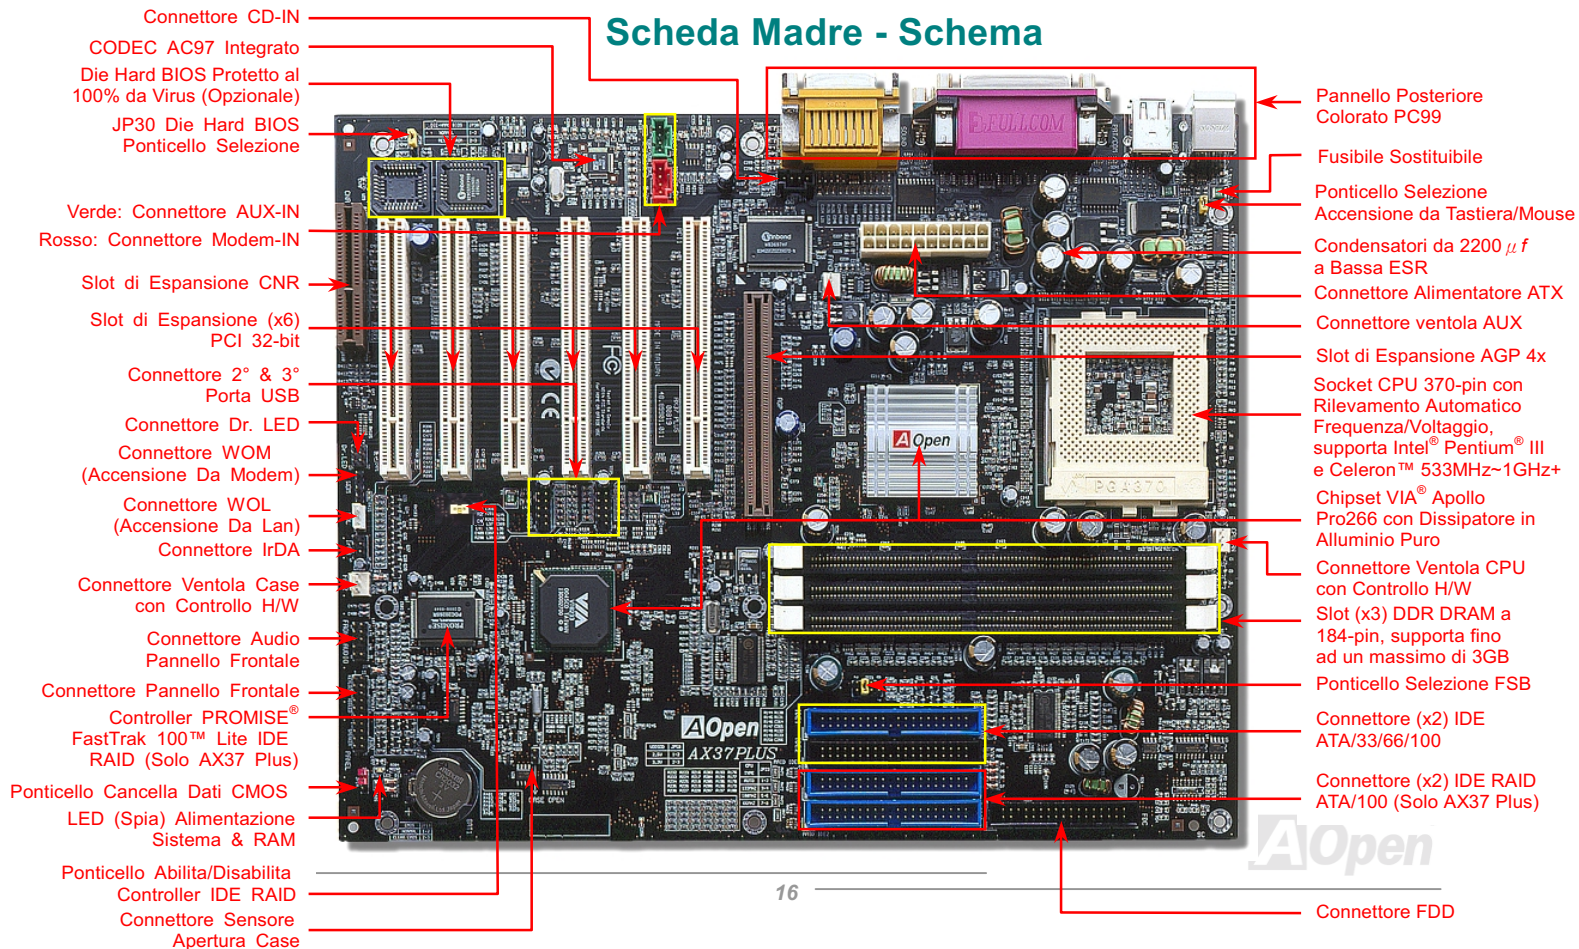 Scheda Madre - Schema
Connettore CD-IN
CODEC AC97 Integrato
Die Hard BIOS Protetto al
100% da Virus (Opzionale)
JP30 Die Hard BIOS
Ponticello Selezione
Verde: Connettore AUX-IN
Rosso: Connettore Modem-IN
Slot di Espansione CNR
Slot di Espansione (x6)
PCI 32-bit
Connettore 2° & 3°
Porta USB
Connettore Dr. LED
Connettore WOM
(Accensione Da Modem)
Connettore WOL
(Accensione Da Lan)
Connettore IrDA
Connettore Ventola Case
con Controllo H/W
Connettore Audio
Pannello Frontale
Connettore Pannello Frontale
Controller PROMISE®
FastTrak 100™ Lite IDE
RAID (Solo AX37 Plus)
Ponticello Cancella Dati CMOS
LED (Spia) Alimentazione
Sistema & RAM
Ponticello Abilita/Disabilita
Controller IDE RAID
Connettore Sensore
Apertura Case
Pannello Posteriore
Colorato PC99
Fusibile Sostituibile
Ponticello Selezione
Accensione da Tastiera/Mouse
Condensatori da 2200 μf
a Bassa ESR
Connettore Alimentatore ATX
Connettore ventola AUX
Slot di Espansione AGP 4x
Socket CPU 370-pin con
Rilevamento Automatico
Frequenza/Voltaggio,
supporta Intel® Pentium® III
e Celeron™ 533MHz~1GHz+
Chipset VIA® Apollo
Pro266 con Dissipatore in
Alluminio Puro
Connettore Ventola CPU
con Controllo H/W
Slot (x3) DDR DRAM a
184-pin, supporta fino
ad un massimo di 3GB
Ponticello Selezione FSB
Connettore (x2) IDE
ATA/33/66/100
Connettore (x2) IDE RAID
ATA/100 (Solo AX37 Plus)
Connettore FDD
FULLCOM
Winbond
AOpen
PGA370
VIA
PROMISE
AOpen
AX37PLUS
CASE OPEN
AOpen
16